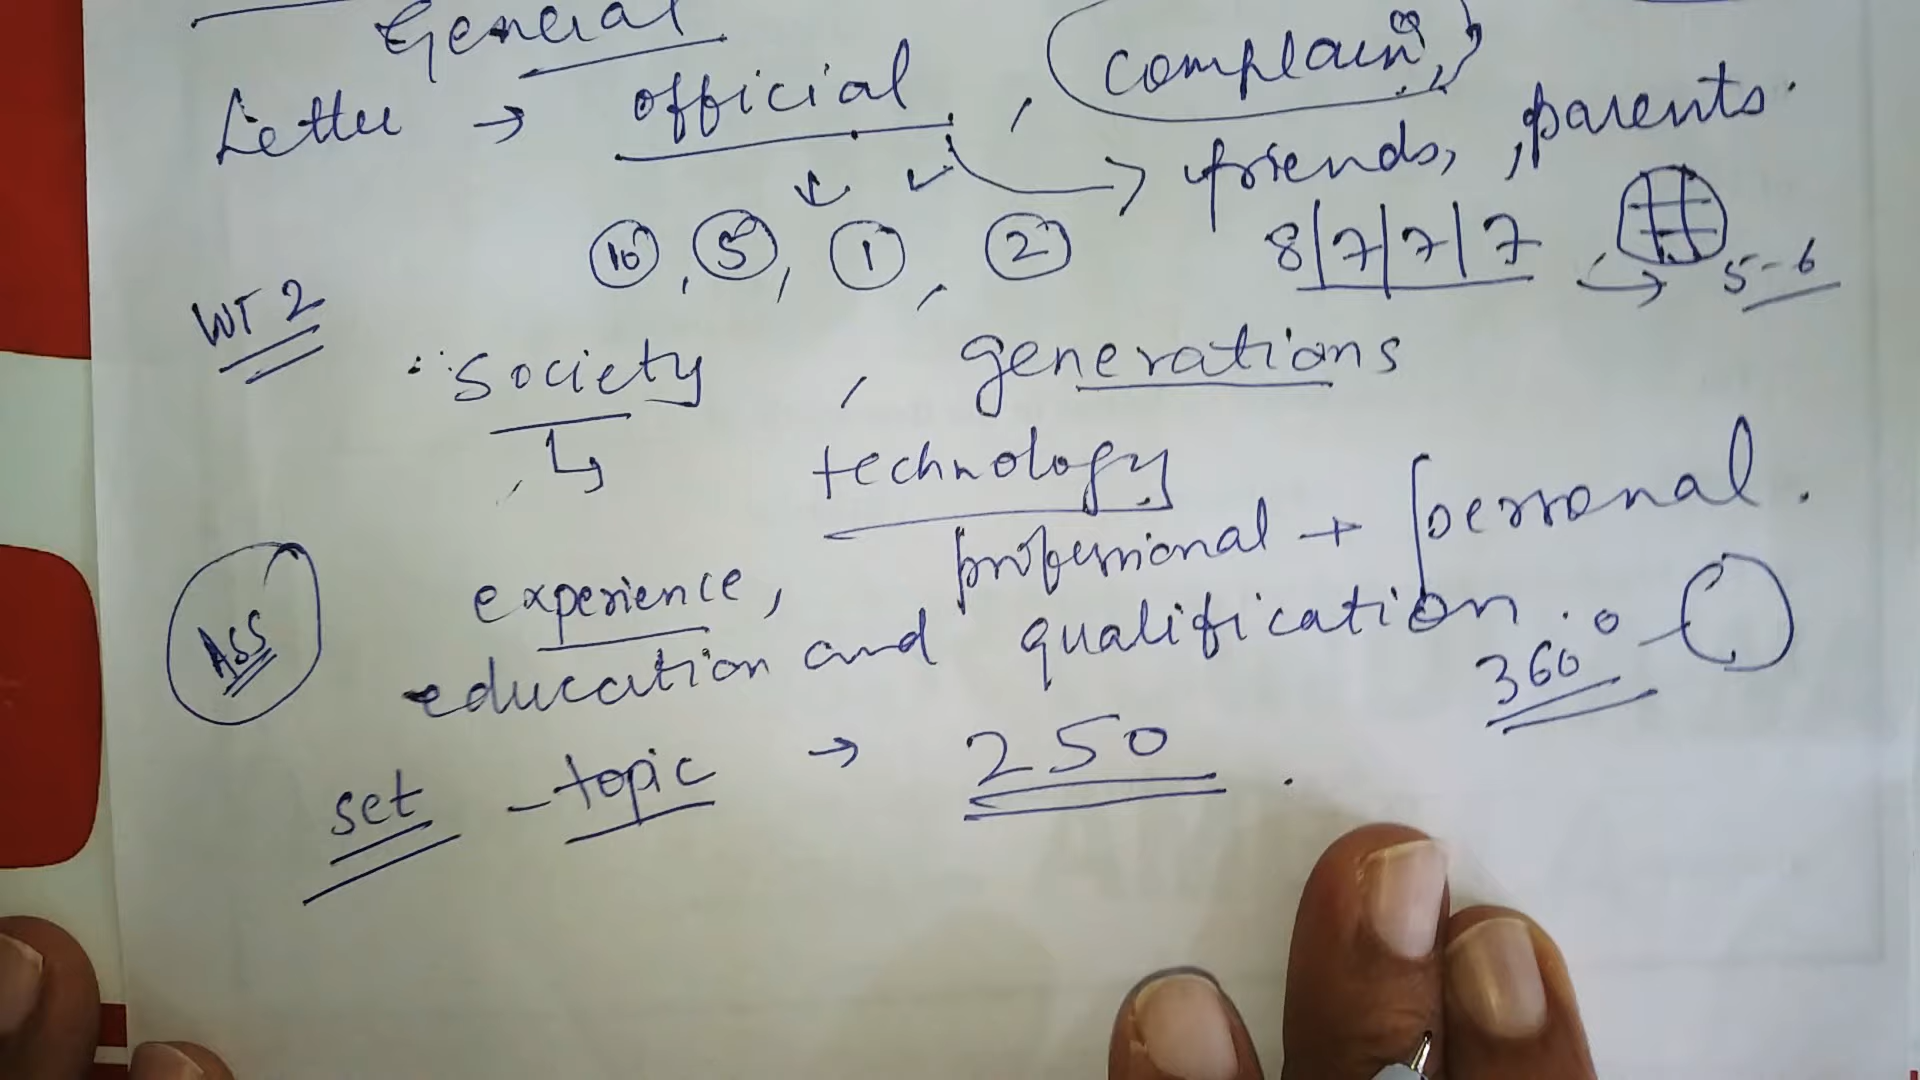 General
Letter → official, complain,
→ friends, parents.
10, 5, 1, 2
8/7/7/7
5-6
WT 2
society, generations
technology
experience, professional + personal.
Ass
education and qualification.
360°
set - topic → 250.